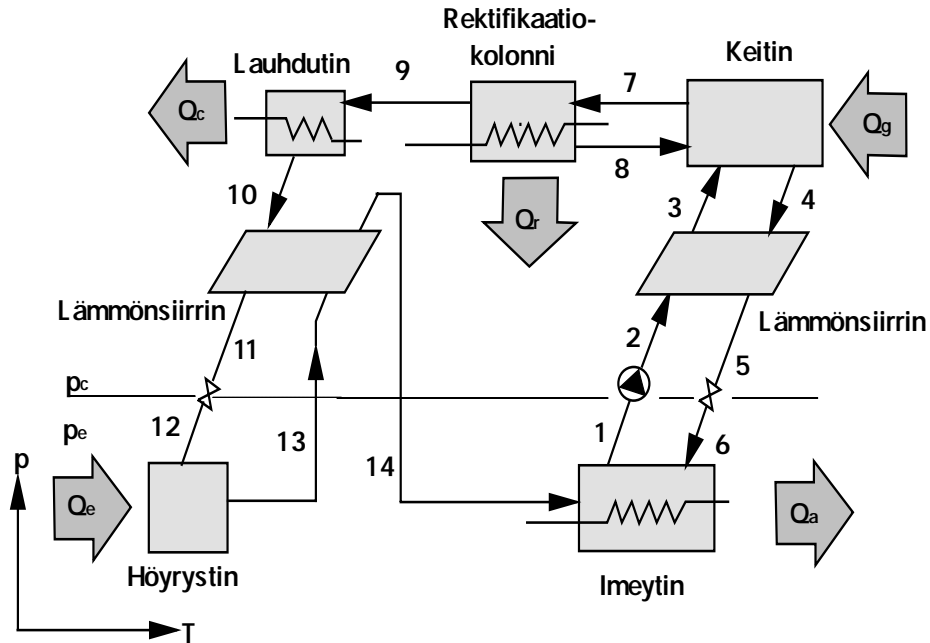 Rektifikaatio-
kolonni
Lauhdutin
9
7
Keitin
Qc
Qg
8
10
Qr
3
4
Lämmönsiirrin
Lämmönsiirrin
11
2
5
pc
12
13
1
6
pe
p
14
Qe
Qa
Höyrystin
Imeytin
T